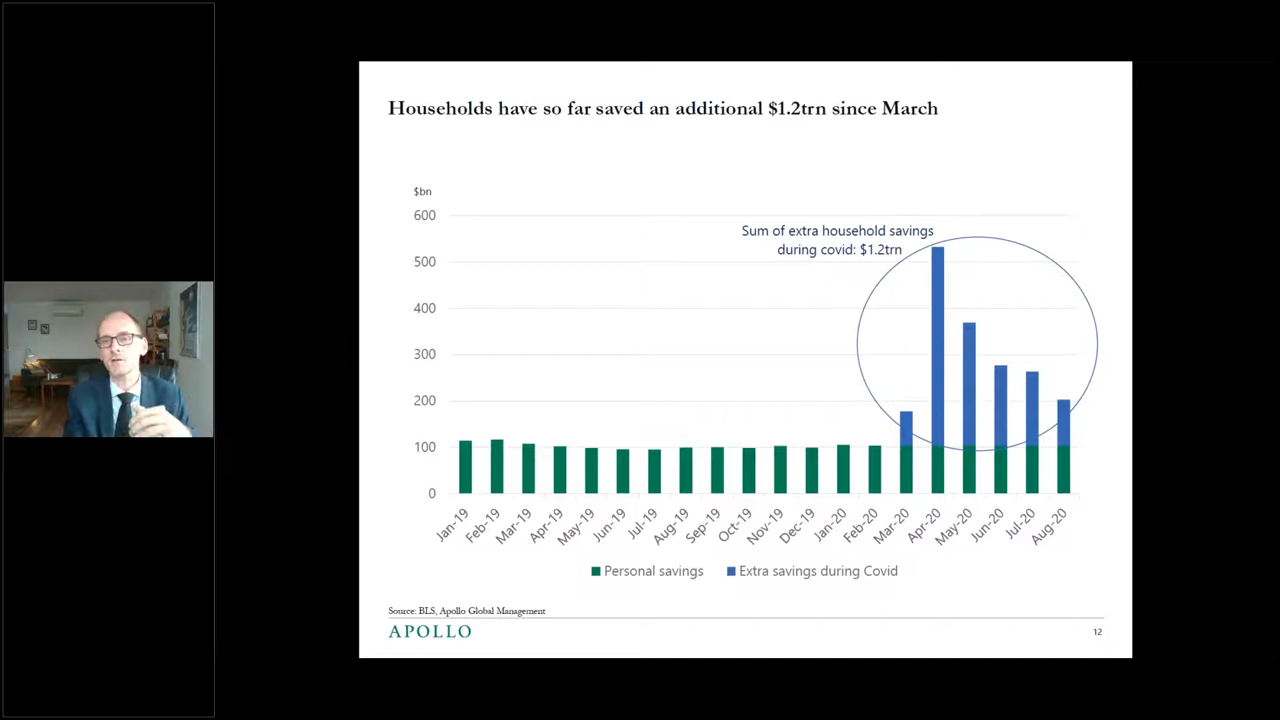 Households have so far saved an additional $1.2trn since March
$bn
600
500
400
300
200
100
0
Sum of extra household savings
during covid: $1.2trn
Jan-19
Feb-19
Mar-19
Apr-19
May-19
Jun-19
Jul-19
Aug-19
Sep-19
Oct-19
Nov-19
Dec-19
Jan-20
Feb-20
Mar-20
Apr-20
May-20
Jun-20
Jul-20
Aug-20
Personal savings
Extra savings during Covid
Source: BLS, Apollo Global Management
APOLLO
12